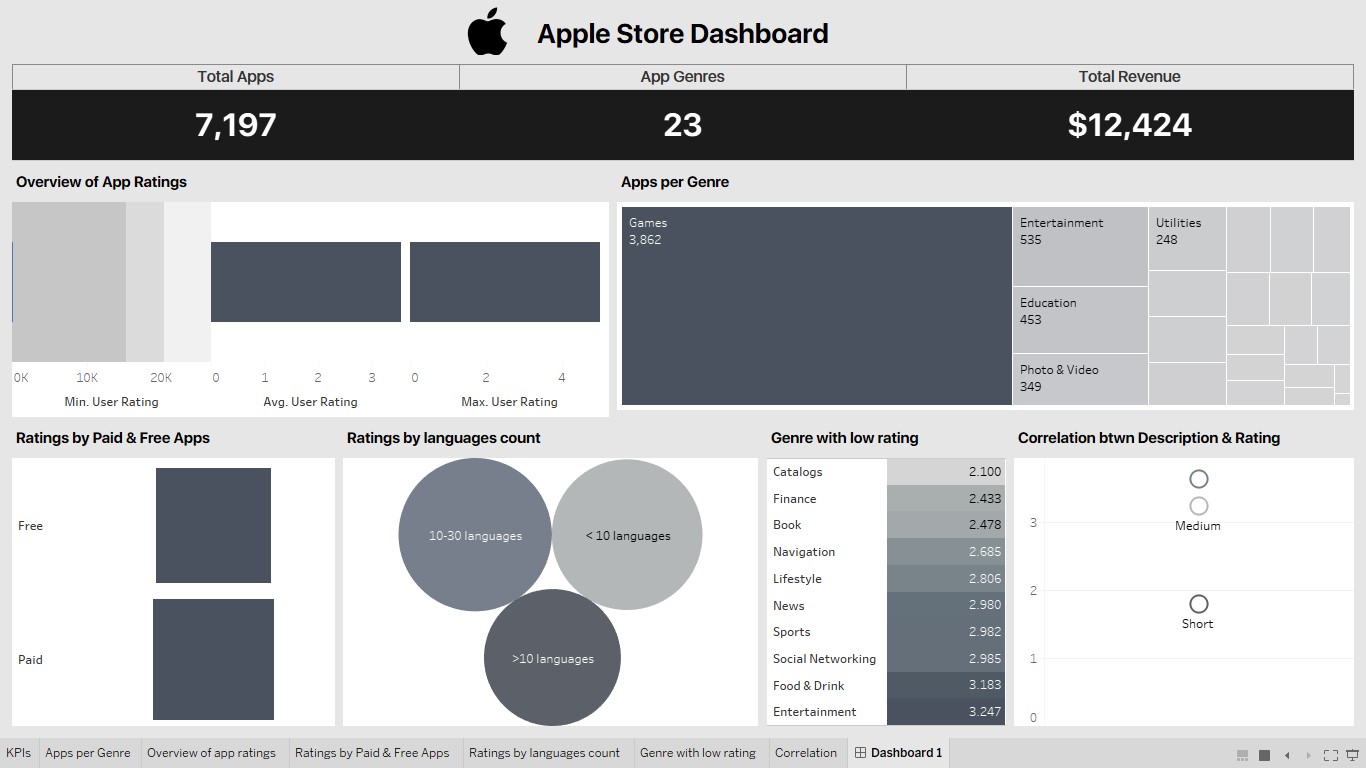 Apple Store Dashboard
Total Apps
App Genres
Total Revenue
7,197
23
$12,424
Overview of App Ratings
0K
10K
20K
Min. User Rating
0
1
2
3
Avg. User Rating
0
2
4
Max. User Rating
Apps per Genre
Games
3,862
Entertainment
535
Education
453
Photo & Video
349
Utilities
248
Ratings by Paid & Free Apps
Free
Paid
Ratings by languages count
10-30 languages
< 10 languages
>10 languages
Genre with low rating
Catalogs 2.100
Finance 2.433
Book 2.478
Navigation 2.685
Lifestyle 2.806
News 2.980
Sports 2.982
Social Networking 2.985
Food & Drink 3.183
Entertainment 3.247
Correlation btwn Description & Rating
3
2
1
0
Medium
Short
KPIs
Apps per Genre
Overview of app ratings
Ratings by Paid & Free Apps
Ratings by languages count
Genre with low rating
Correlation
Dashboard 1